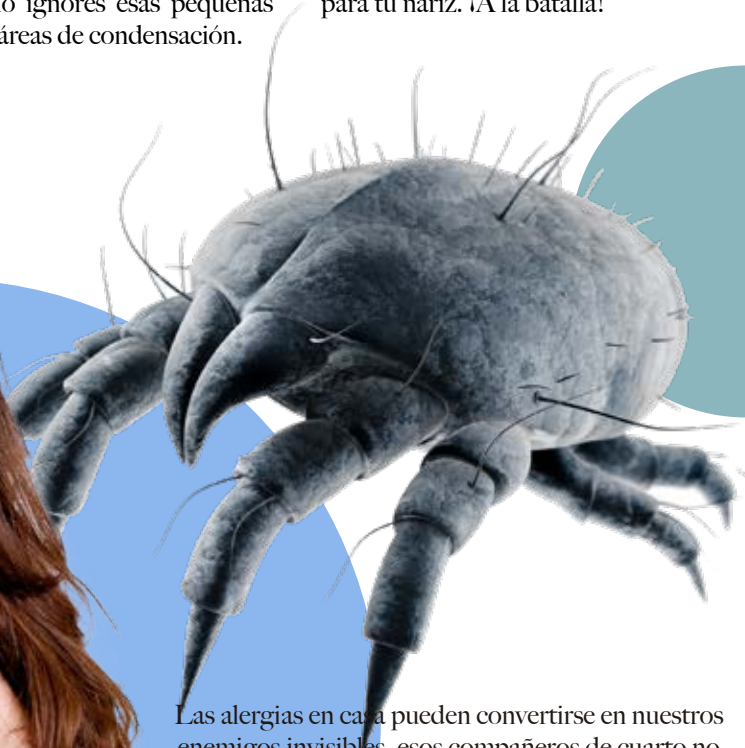 no ignores esas pequeñas
áreas de condensación.
para tu nariz. ¡A la batalla!
Las alergias en casa pueden convertirse en nuestros
enemigos invisibles, esos compañeros de cuarto no